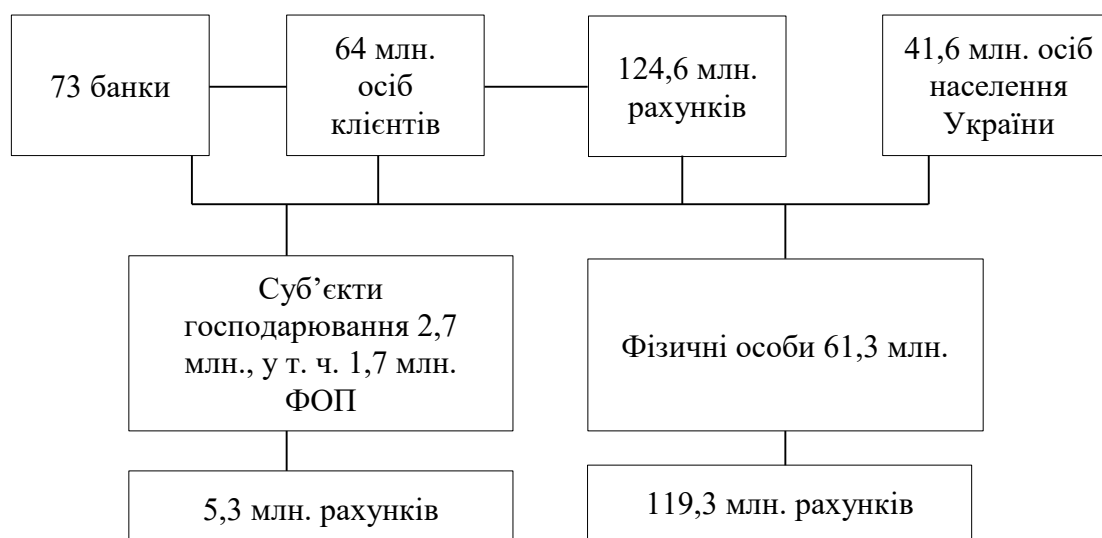 73 банки
64 млн.
осіб
клієнтів
124,6 млн.
рахунків
41,6 млн. осіб
населення
України
Суб’єкти
господарювання 2,7
млн., у т. ч. 1,7 млн.
ФОП
Фізичні особи 61,3 млн.
5,3 млн. рахунків
119,3 млн. рахунків